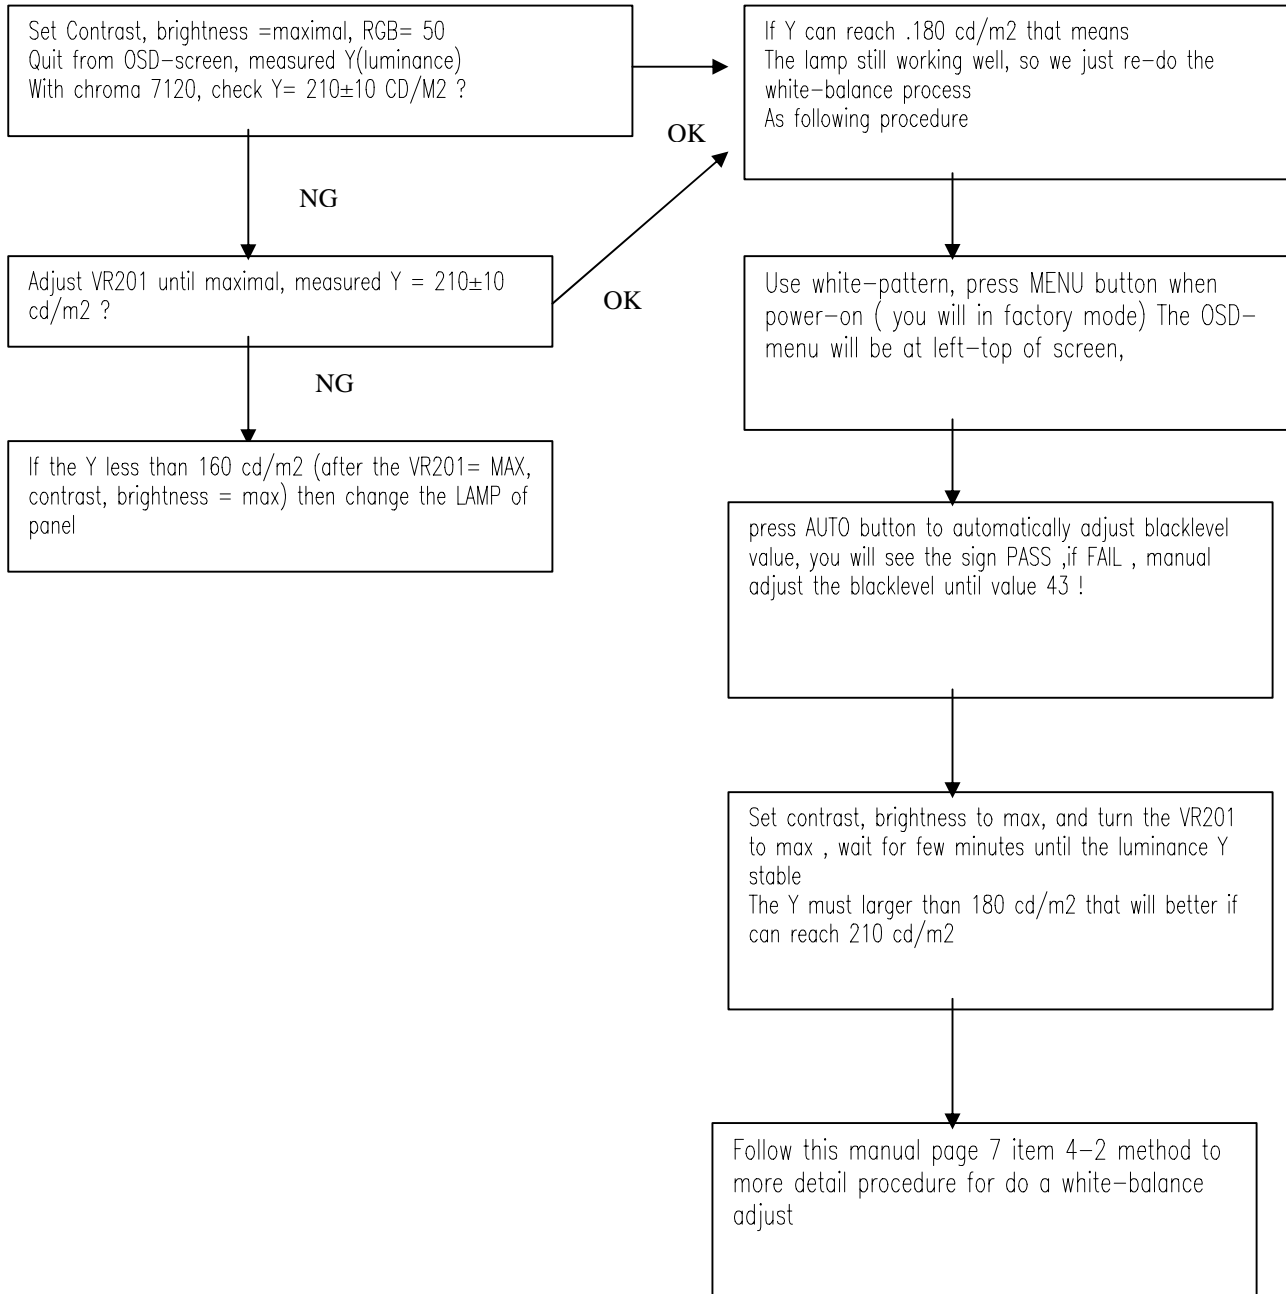 Set Contrast, brightness =maximal, RGB= 50
Quit from OSD-screen, measured Y(luminance)
With chroma 7120, check Y= 210±10 CD/M2 ?
OK
NG
Adjust VR201 until maximal, measured Y = 210±10
cd/m2 ?
OK
NG
If the Y less than 160 cd/m2 (after the VR201= MAX,
contrast, brightness = max) then change the LAMP of
panel
If Y can reach .180 cd/m2 that means
The lamp still working well, so we just re-do the
white-balance process
As following procedure
Use white-pattern, press MENU button when
power-on ( you will in factory mode) The OSD-
menu will be at left-top of screen,
press AUTO button to automatically adjust blacklevel
value, you will see the sign PASS ,if FAIL , manual
adjust the blacklevel until value 43 !
Set contrast, brightness to max, and turn the VR201
to max , wait for few minutes until the luminance Y
stable
The Y must larger than 180 cd/m2 that will better if
can reach 210 cd/m2
Follow this manual page 7 item 4-2 method to
more detail procedure for do a white-balance
adjust